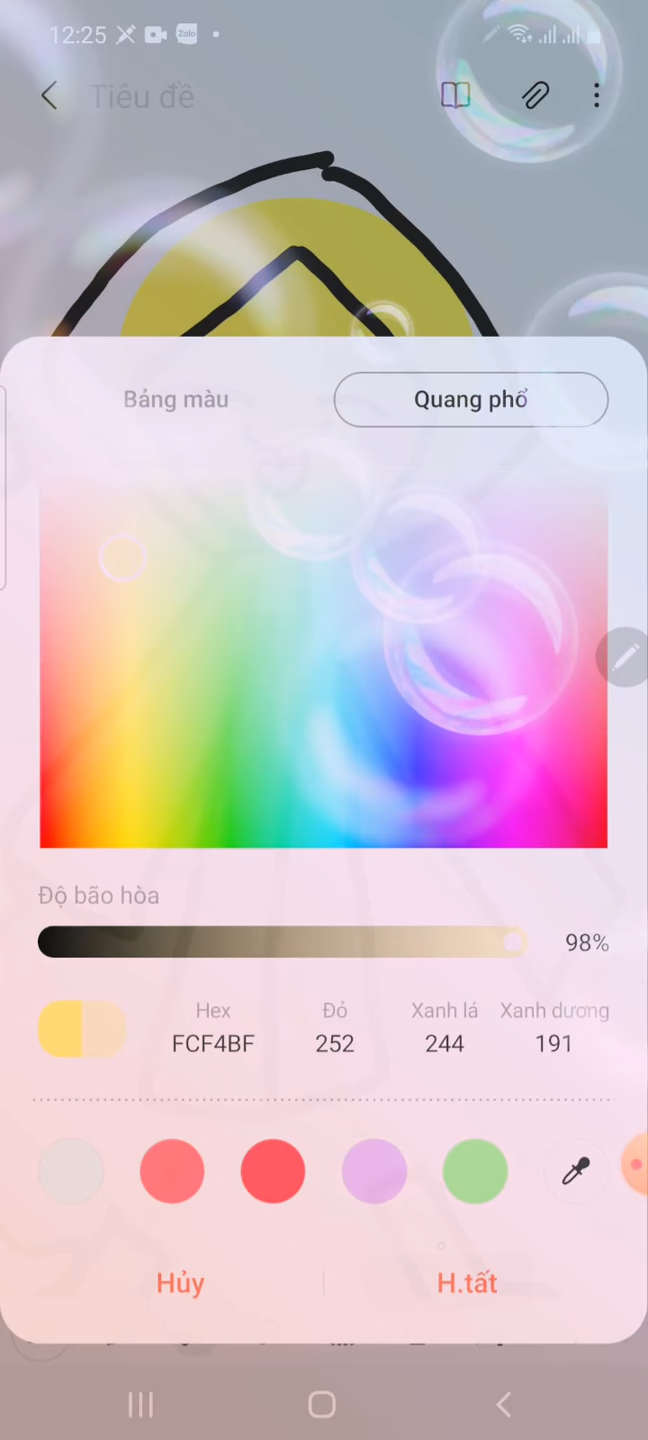 12:25 Zalo
Tiêu đề
Bảng màu Quang phổ
Độ bão hòa
98%
Hex Đỏ Xanh lá Xanh dương
FCF4BF 252 244 191
Hủy H.tất